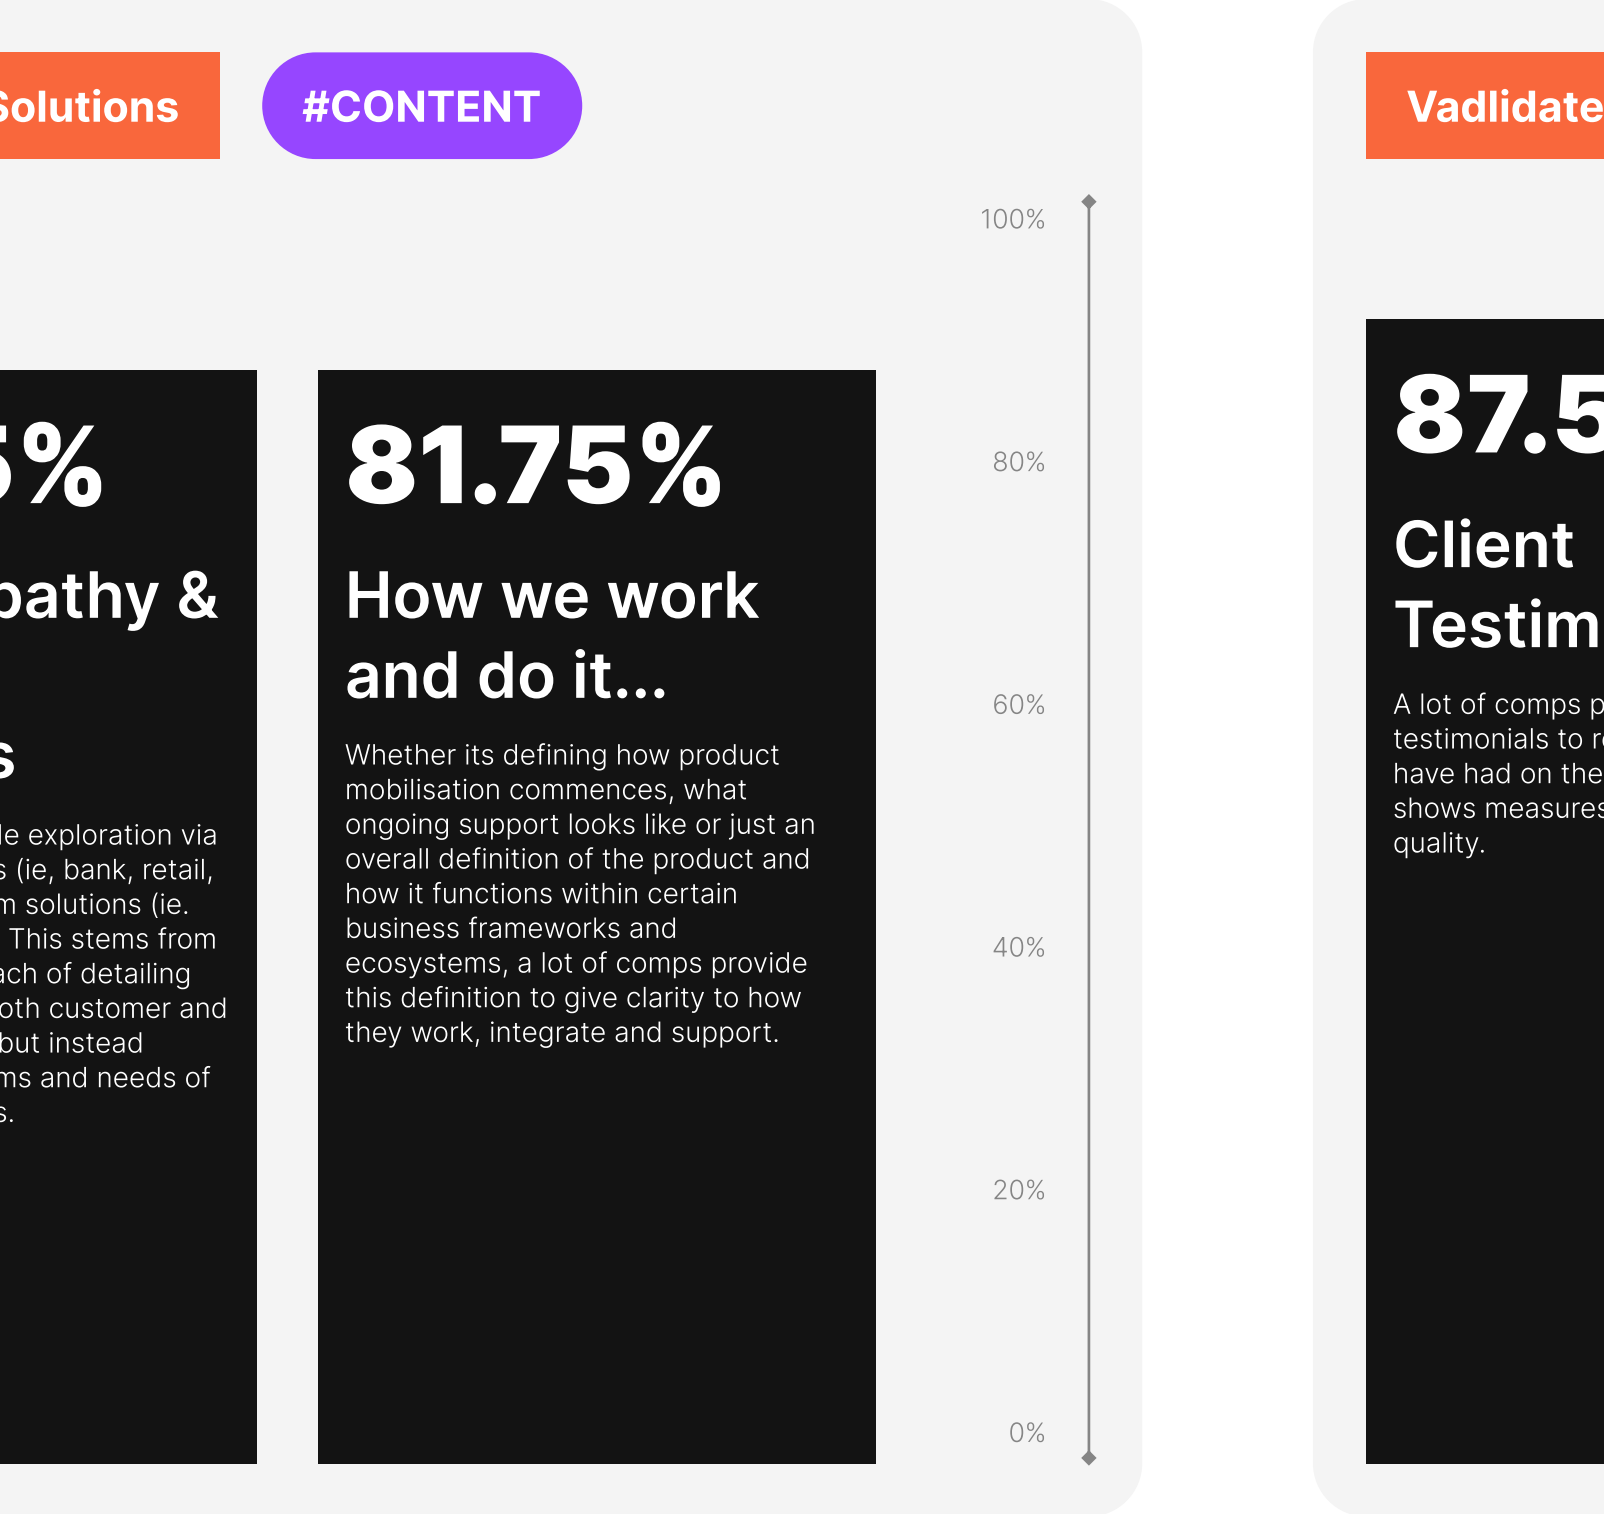 Solutions
#CONTENT
5%
pathy &
s
le exploration via
s (ie, bank, retail,
m solutions (ie.
This stems from
ach of detailing
oth customer and
but instead
ms and needs of
s.
81.75%
How we work
and do it...
Whether its defining how product
mobilisation commences, what
ongoing support looks like or just an
overall definition of the product and
how it functions within certain
business frameworks and
ecosystems, a lot of comps provide
this definition to give clarity to how
they work, integrate and support.
100%
80%
60%
40%
20%
0%
Vadlidate
87.5
Client
Testim
A lot of comps p
testimonials to r
have had on the
shows measures
quality.